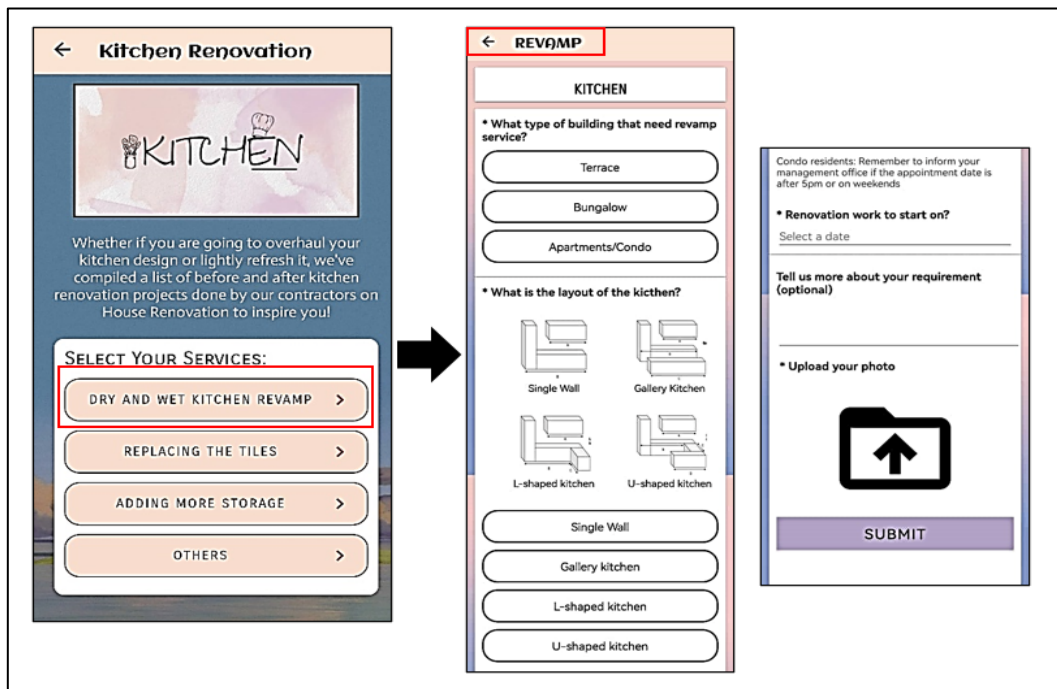 Kitchen Renovation
KITCHEN
Whether if you are going to overhaul your
kitchen design or lightly refresh it, we've
compiled a list of before and after kitchen
renovation projects done by our contractors on
House Renovation to inspire you!
SELECT YOUR SERVICES:
DRY AND WET KITCHEN REVAMP >
REPLACING THE TILES >
ADDING MORE STORAGE >
OTHERS >
REVAMP
KITCHEN
* What type of building that need revamp
service?
Terrace
Bungalow
Apartments/Condo
* What is the layout of the kicthen?
Single Wall
Gallery Kitchen
L-shaped kitchen
U-shaped kitchen
Single Wall
Gallery kitchen
L-shaped kitchen
U-shaped kitchen
Condo residents: Remember to inform your
management office if the appointment date is
after 5pm or on weekends
* Renovation work to start on?
Select a date
Tell us more about your requirement
(optional)
* Upload your photo
SUBMIT